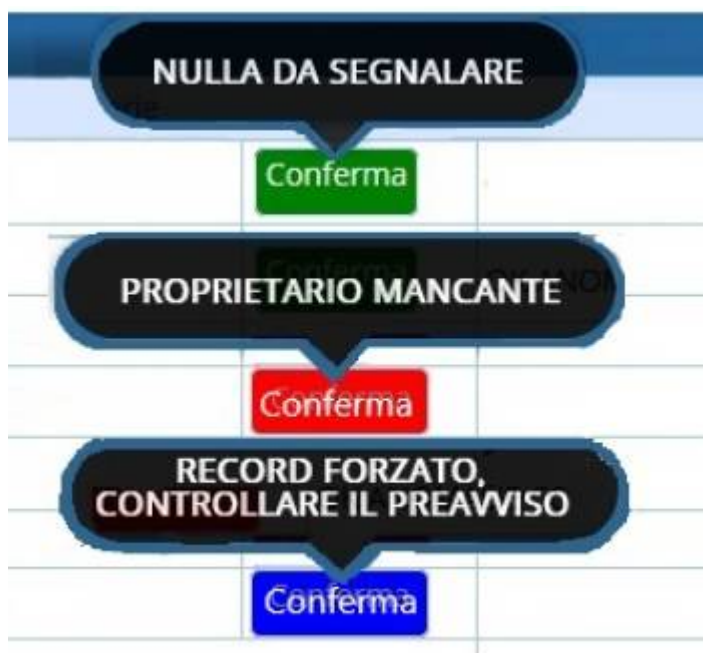 NULLA DA SEGNALARE
Conferma
PROPRIETARIO MANCANTE
Conferma
RECORD FORZATO,
CONTROLLARE IL PREAVVISO
Conferma